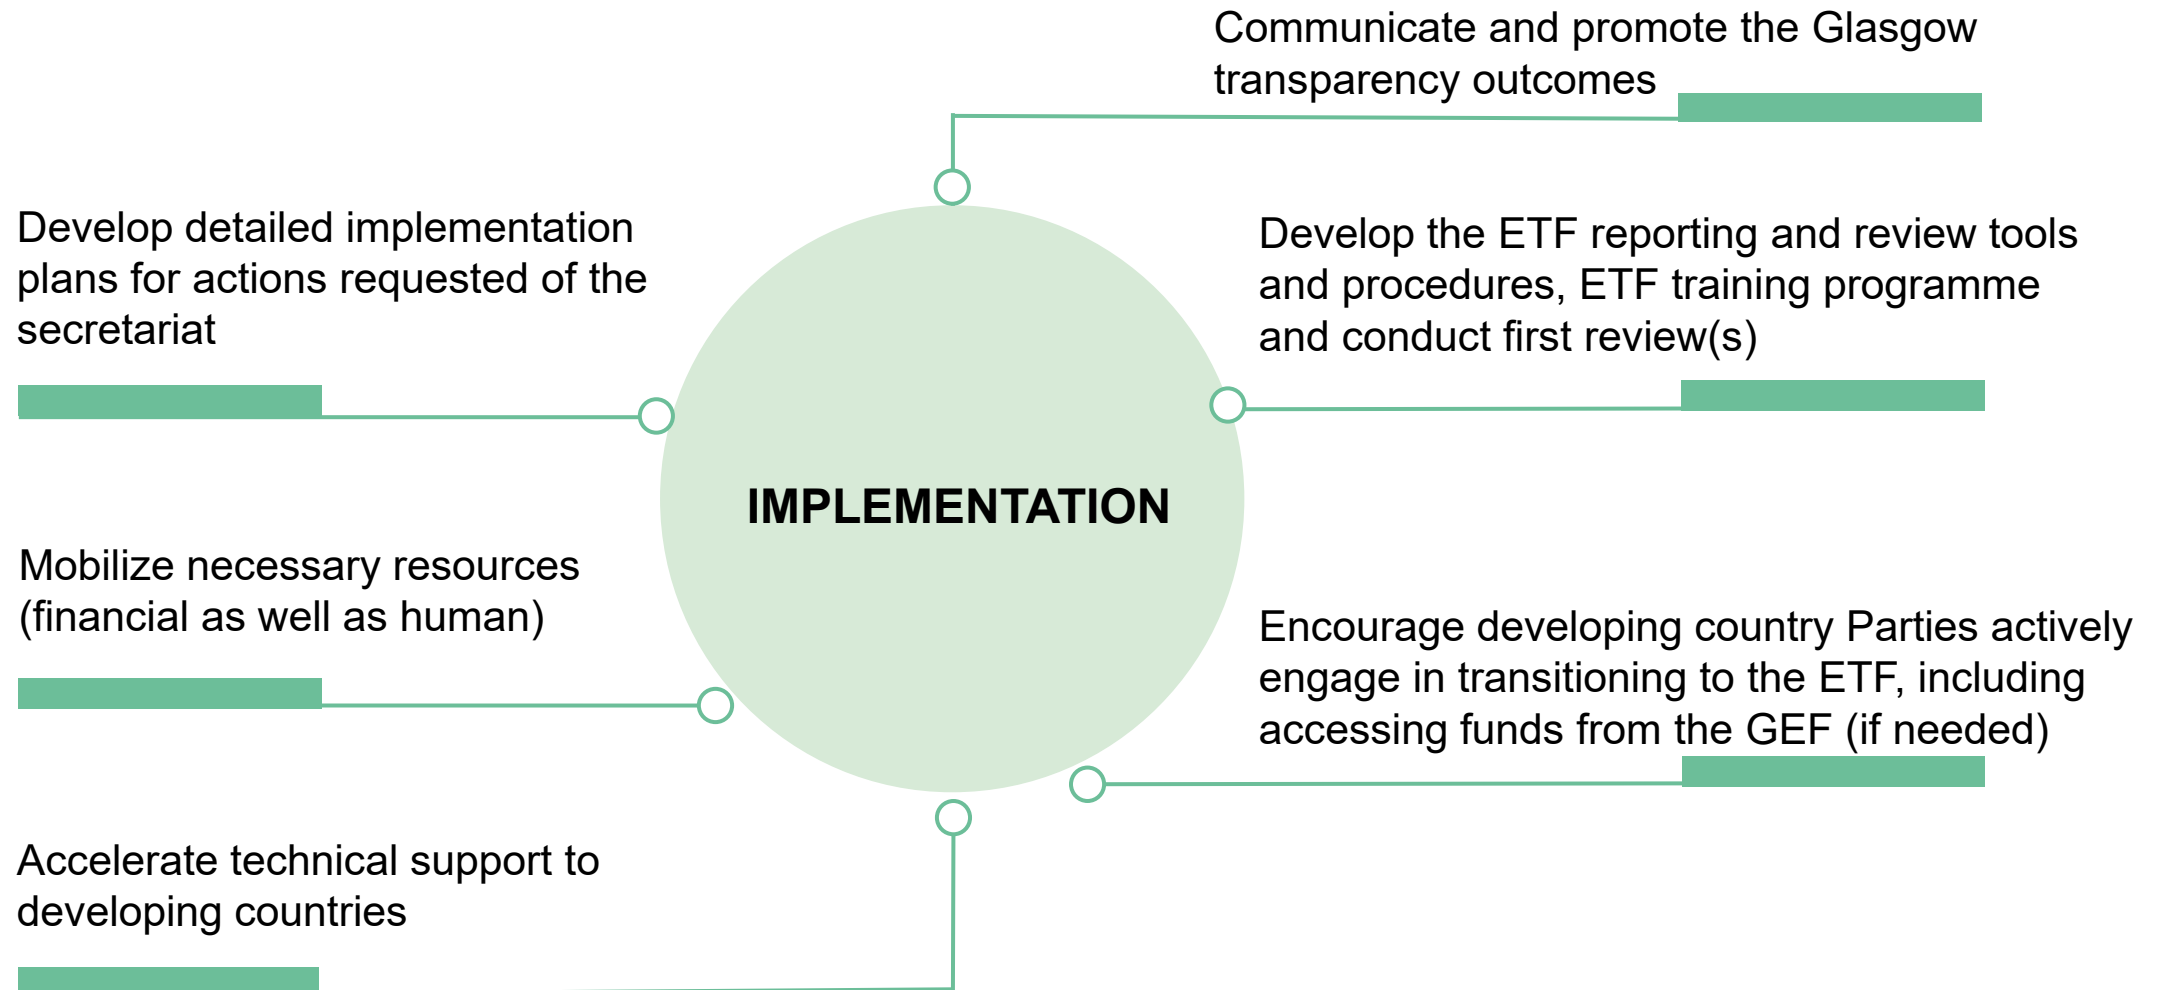 Communicate and promote the Glasgow
transparency outcomes
Develop detailed implementation
plans for actions requested of the
secretariat
Develop the ETF reporting and review tools
and procedures, ETF training programme
and conduct first review(s)
IMPLEMENTATION
Mobilize necessary resources
(financial as well as human)
Encourage developing country Parties actively
engage in transitioning to the ETF, including
accessing funds from the GEF (if needed)
Accelerate technical support to
developing countries